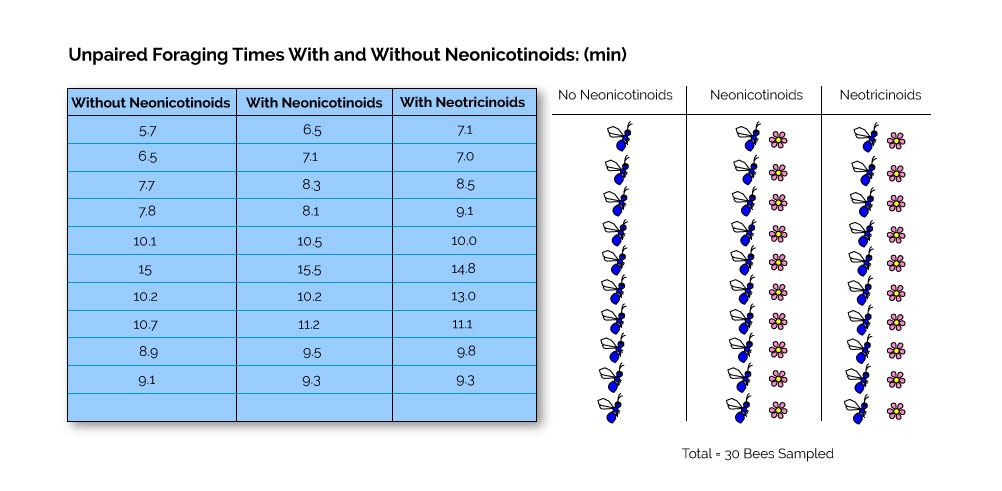 Unpaired Foraging Times With and Without Neonicotinoids: (min)
Without Neonicotinoids With Neonicotinoids With Neotricinoids
5.7 6.5 7.1
6.5 7.1 7.0
7.7 8.3 8.5
7.8 8.1 9.1
10.1 10.5 10.0
15 15.5 14.8
10.2 10.2 13.0
10.7 11.2 11.1
8.9 9.5 9.8
9.1 9.3 9.3
No Neonicotinoids Neonicotinoids Neotricinoids
Total = 30 Bees Sampled